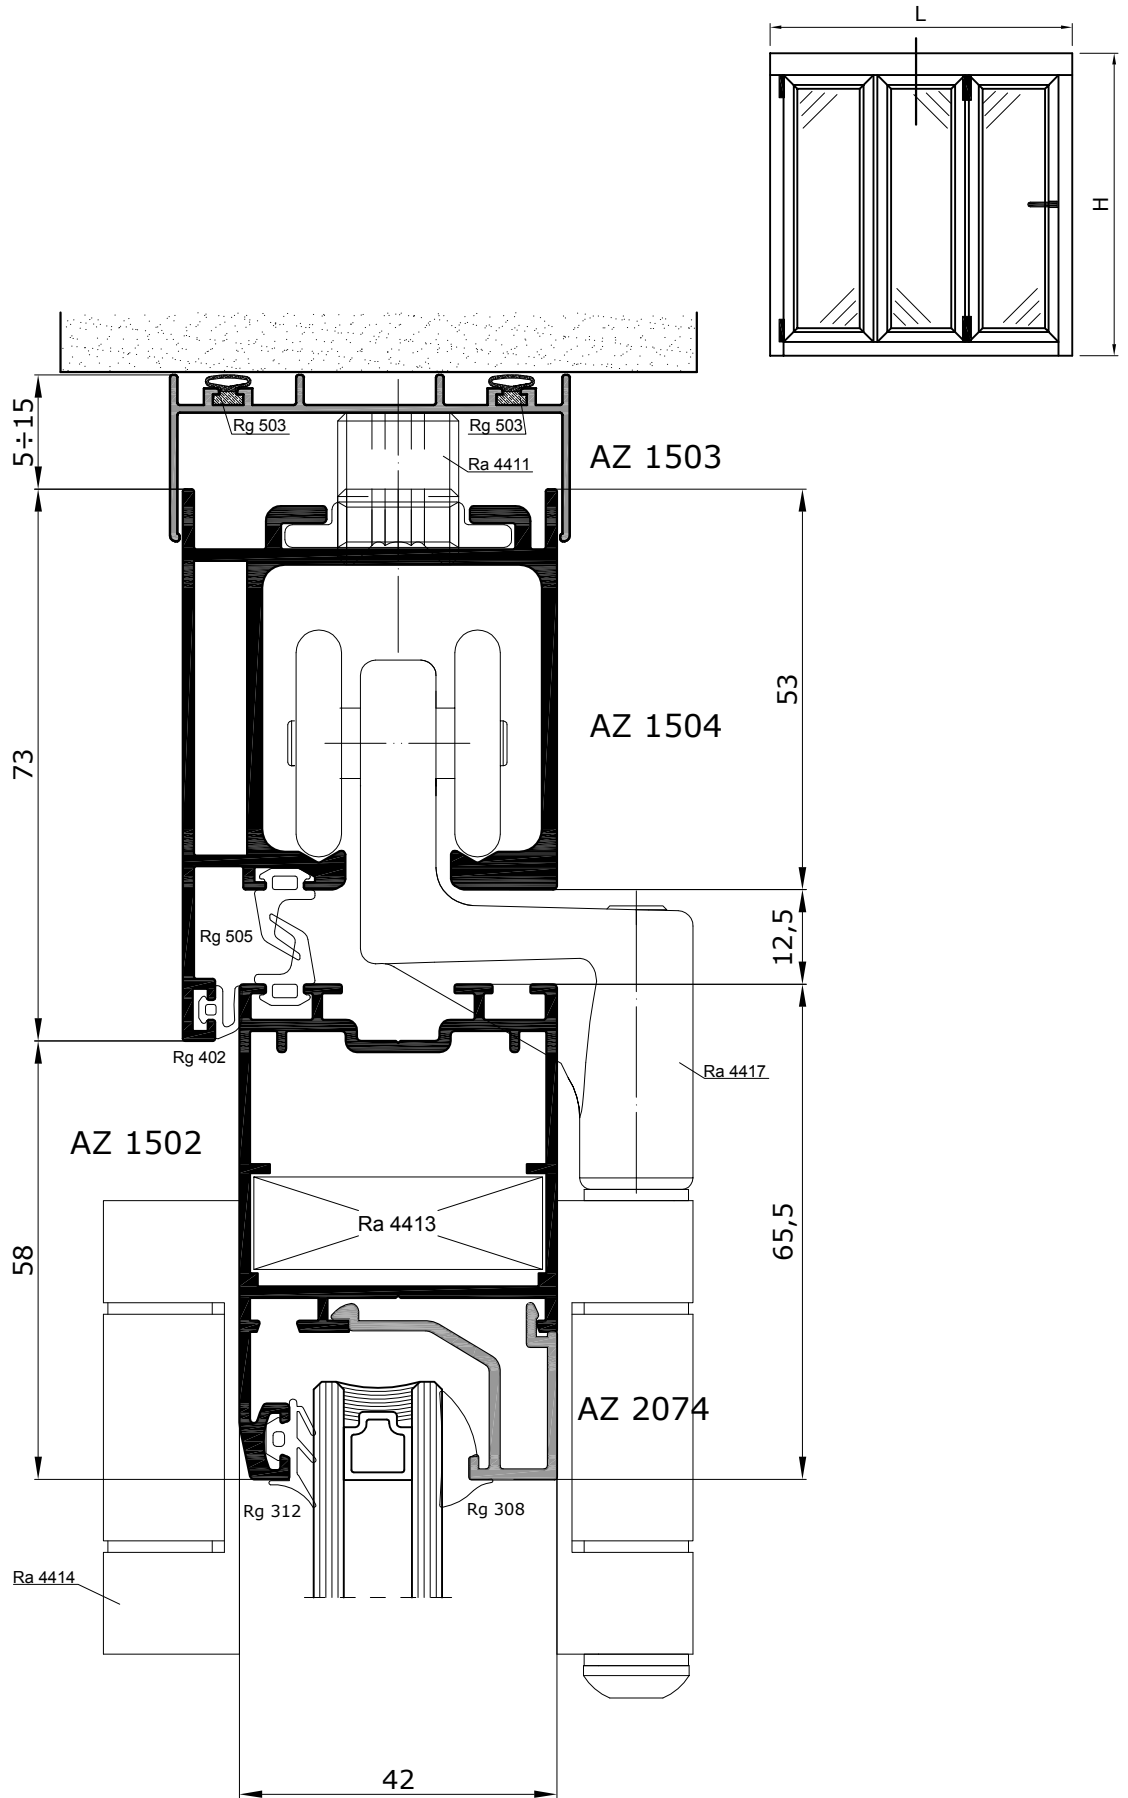 L
H
5÷15
Rg 503
Rg 503
Ra 4411
AZ 1503
53
AZ 1504
73
12,5
Rg 505
Rg 402
Ra 4417
AZ 1502
Ra 4413
65,5
58
AZ 2074
Rg 312
Rg 308
Ra 4414
42